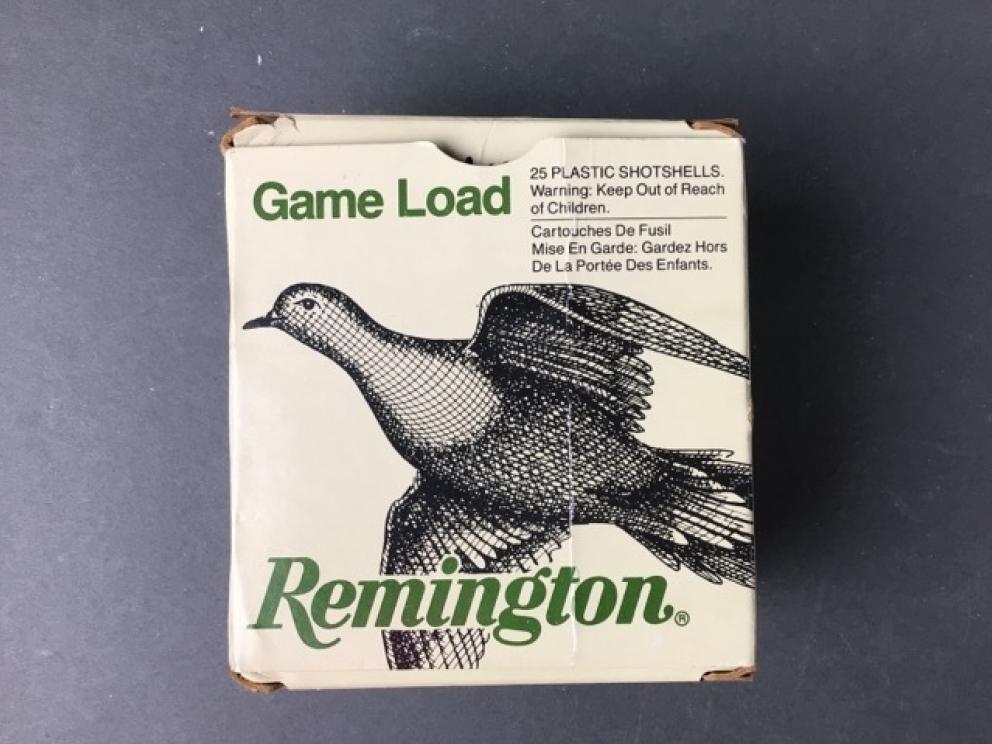 Game Load
25 PLASTIC SHOTSHELLS.
Warning: Keep Out of Reach
of Children.
Cartouches De Fusil
Mise En Garde: Gardez Hors
De La Portée Des Enfants.
Remington®